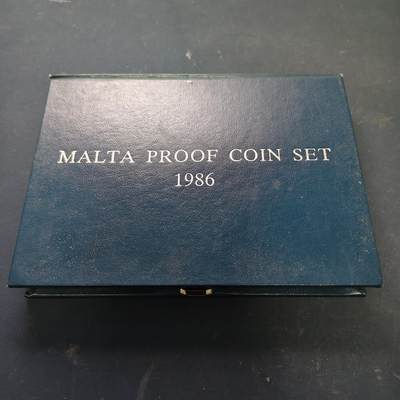 MALTA PROOF COIN SET
1986